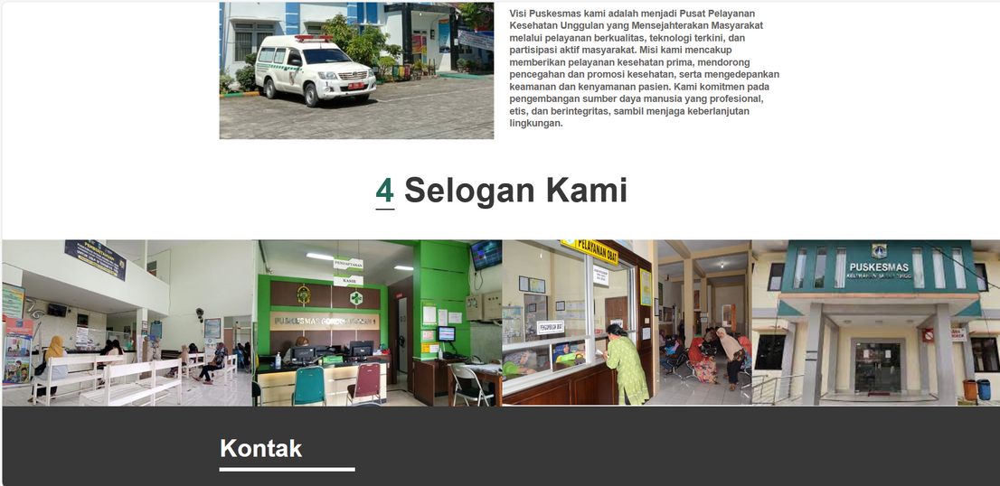 Visi Puskesmas kami adalah menjadi Pusat Pelayanan
Kesehatan Unggulan yang Mensejahterakan Masyarakat
melalui pelayanan berkualitas, teknologi terkini, dan
partisipasi aktif masyarakat. Misi kami mencakup
memberikan pelayanan kesehatan prima, mendorong
pencegahan dan promosi kesehatan, serta mengedepankan
keamanan dan kenyamanan pasien. Kami komitmen pada
pengembangan sumber daya manusia yang profesional,
etis, dan berintegritas, sambil menjaga keberlanjutan
lingkungan.
4 Selogan Kami
PENDAFTARAN
KASIR
PUSKESMAS
PELAYANAN OBAT
PENGAMBILAN OBAT
PUSKESMAS
KELURAHAN
Kontak